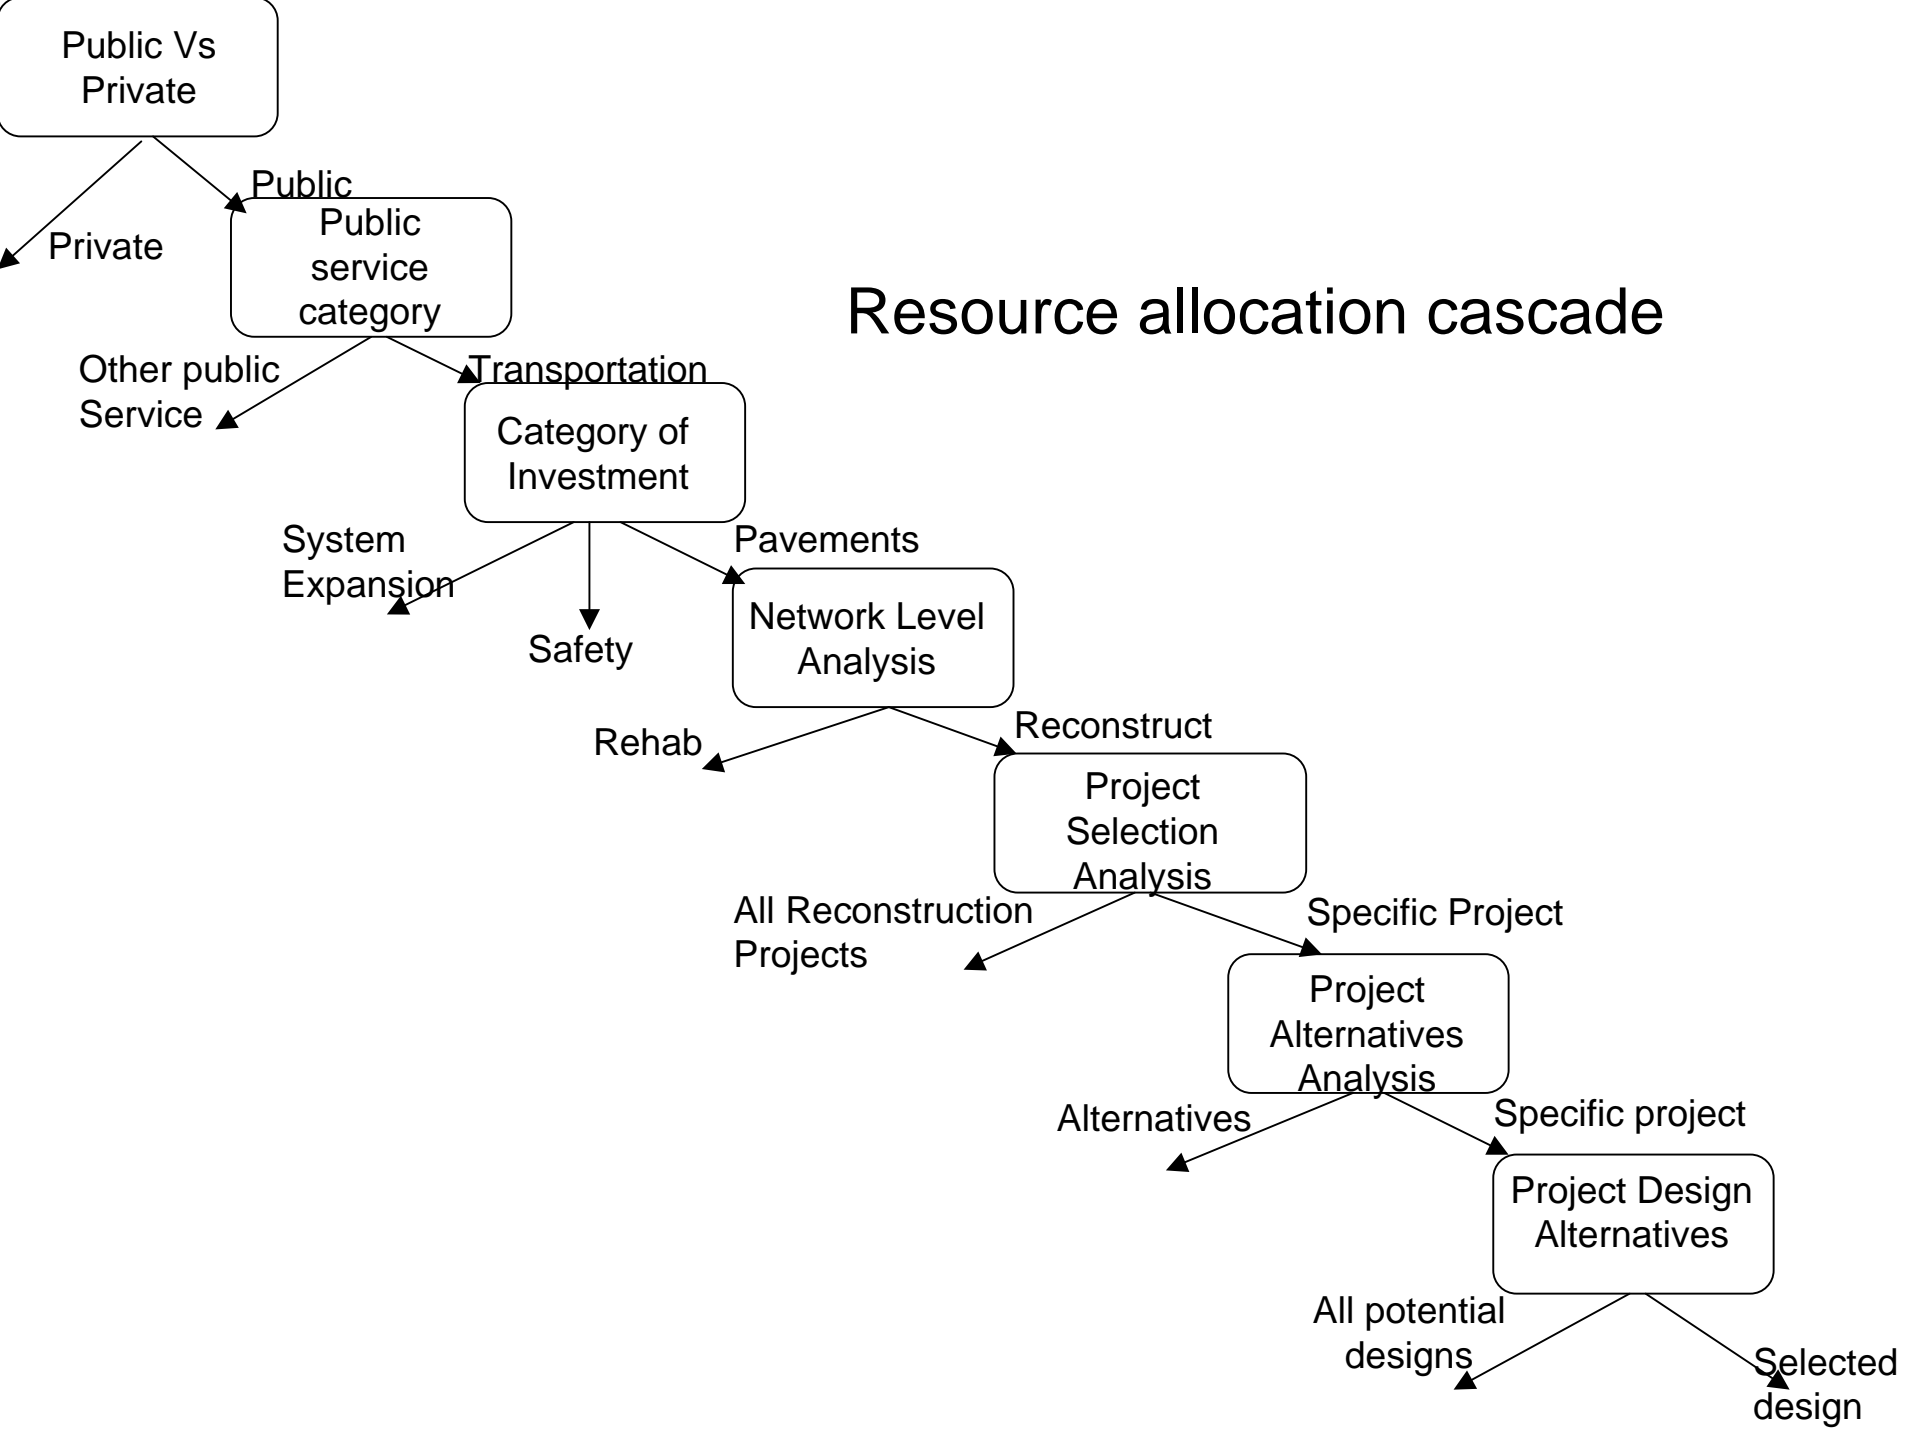 Public Vs
Private
Public
Private
Public
service
category
Resource allocation cascade
Other public
Service
Transportation
Category of
Investment
System
Expansion
Pavements
Safety
Network Level
Analysis
Rehab
Reconstruct
Project
Selection
Analysis
All Reconstruction
Projects
Specific Project
Project
Alternatives
Analysis
Alternatives
Specific project
Project Design
Alternatives
All potential
designs
Selected
design